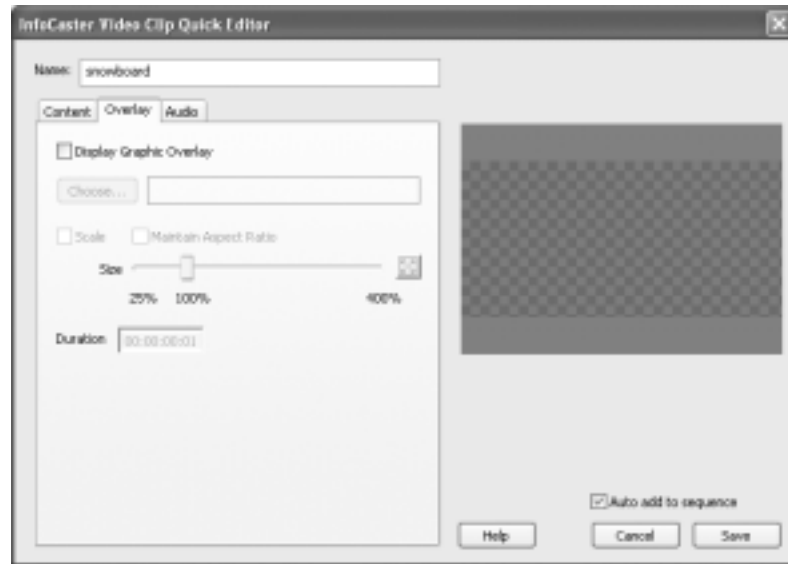 InfoCaster Video Clip Quick Editor
Name: snowboard
Content Overlay Audio
Display Graphic Overlay
Choose...
Scale Maintain Aspect Ratio
Size
25% 100% 400%
Duration 00:00:00:01
Auto add to sequence
Help Cancel Save